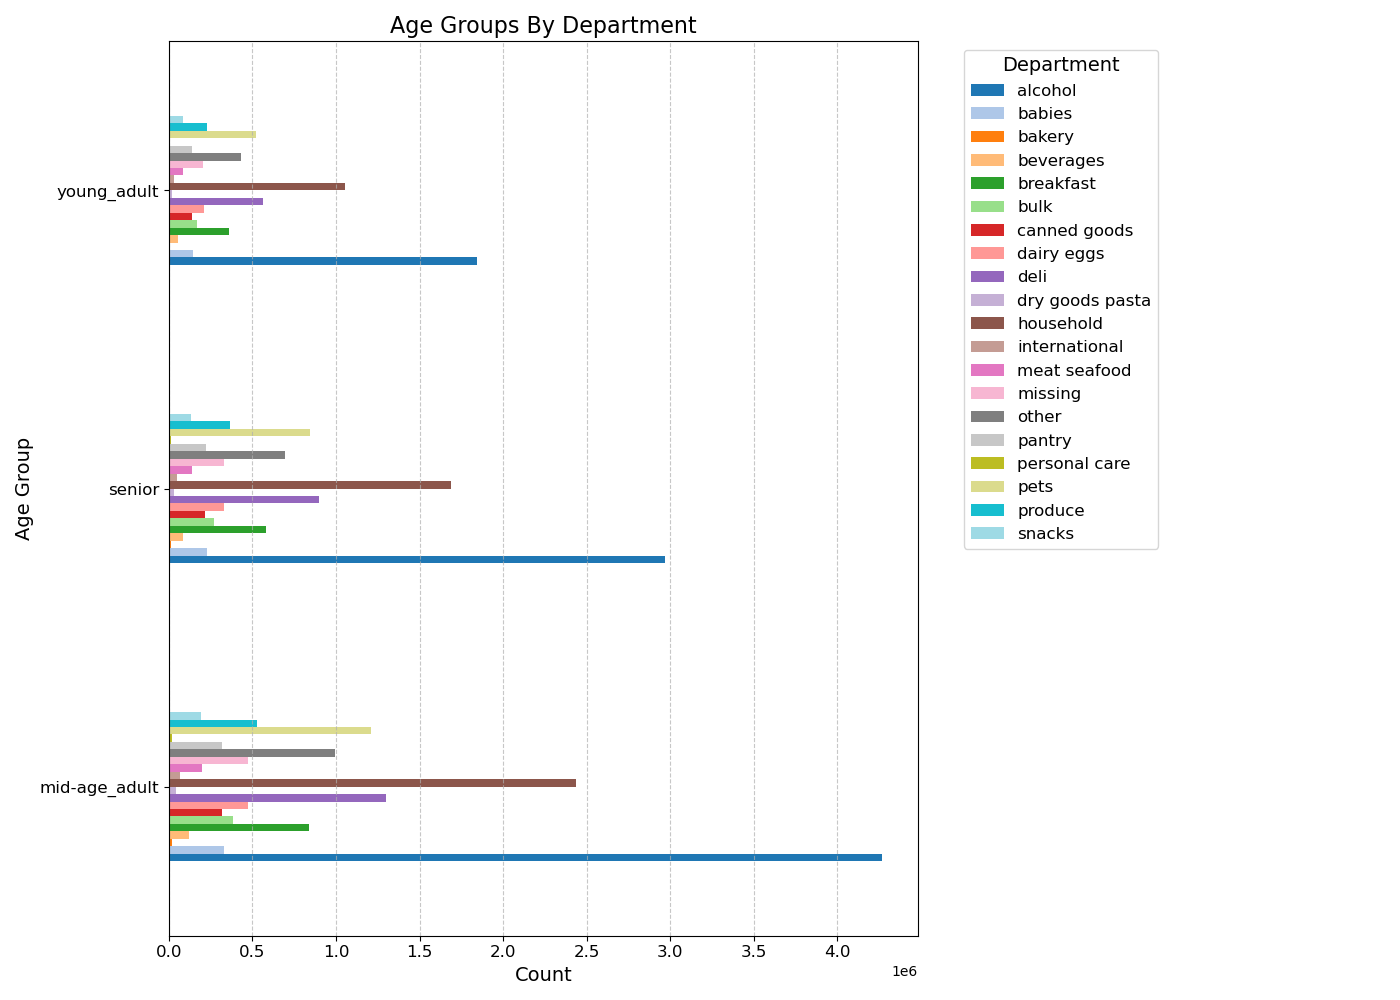 Age Groups By Department
Department
alcohol
babies
bakery
beverages
breakfast
bulk
canned goods
dairy eggs
deli
dry goods pasta
household
international
meat seafood
missing
other
pantry
personal care
pets
produce
snacks
Age Group
young_adult
senior
mid-age_adult
0.0 0.5 1.0 1.5 2.0 2.5 3.0 3.5 4.0
1e6
Count